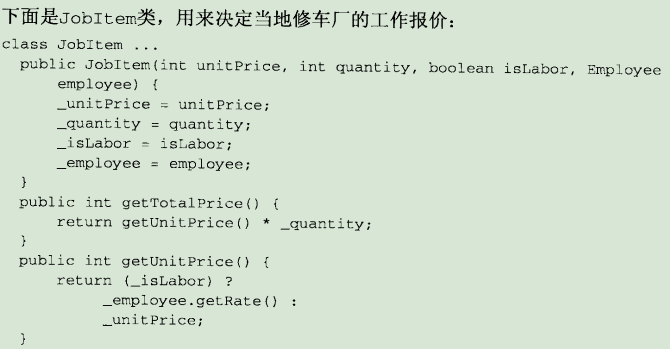 下面是JobItem类，用来决定当地修车厂的工作报价：
class JobItem ...
  public JobItem(int unitPrice, int quantity, boolean isLabor, Employee
      employee) {
      _unitPrice = unitPrice;
      _quantity = quantity;
      _isLabor = isLabor;
      _employee = employee;
  }
  public int getTotalPrice() {
      return getUnitPrice() * _quantity;
  }
  public int getUnitPrice() {
      return (_isLabor) ?
           _employee.getRate() :
           _unitPrice;
  }